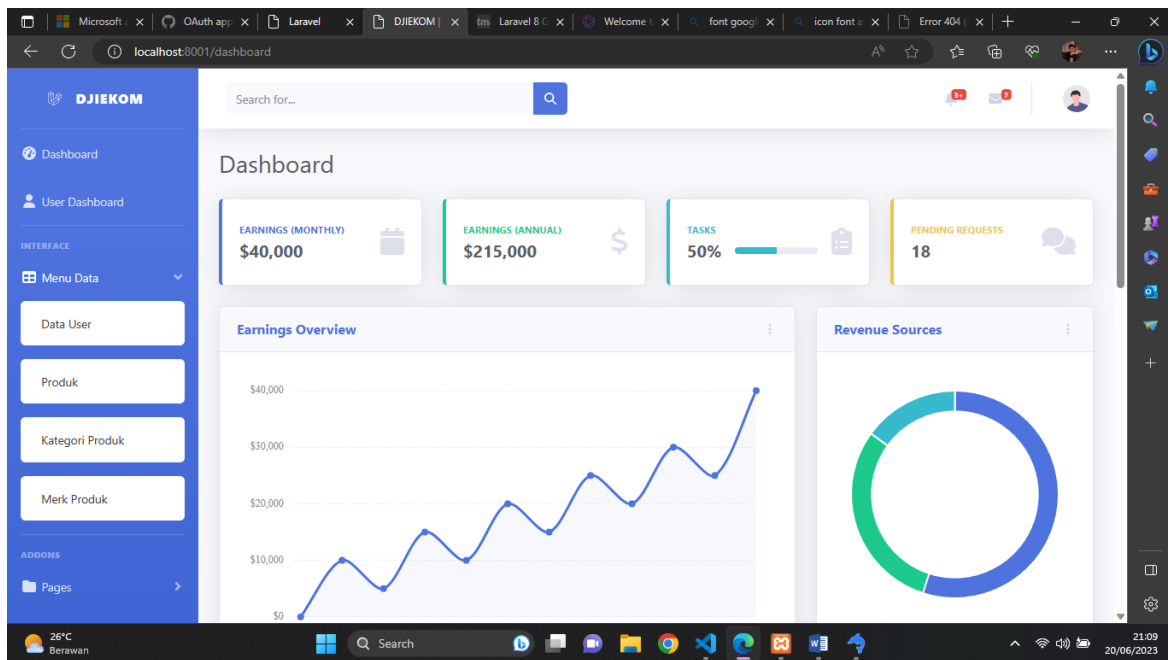 Microsoft
OAuth app
Laravel
DJIEKOM |
Laravel 8 G
Welcome t
font googl
icon font a
Error 404 (
localhost:8001/dashboard
DJIEKOM
Search for...
3+
7
Dashboard
User Dashboard
INTERFACE
Menu Data
Data User
Produk
Kategori Produk
Merk Produk
ADDONS
Pages
Dashboard
EARNINGS (MONTHLY)
$40,000
EARNINGS (ANNUAL)
$215,000
TASKS
50%
PENDING REQUESTS
18
Earnings Overview
$40,000
$30,000
$20,000
$10,000
$0
Revenue Sources
26°C
Berawan
Search
21:09
20/06/2023